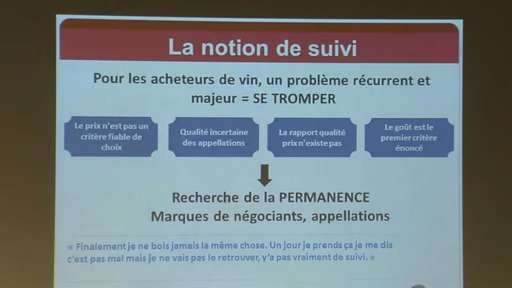 La notion de suivi
Pour les acheteurs de vin, un problème récurrent et
majeur = SE TROMPER
Le prix n'est pas un
critère fiable de
choix
Qualité incertaine
des appellations
La rapport qualité
prix n'existe pas
Le goût est le
premier critère
énoncé
Recherche de la PERMANENCE
Marques de négociants, appellations
« Finalement je ne bois jamais la même chose. Un jour je prends ça je me dis
c'est pas mal mais je ne vais pas le retrouver, y'a pas vraiment de suivi. »